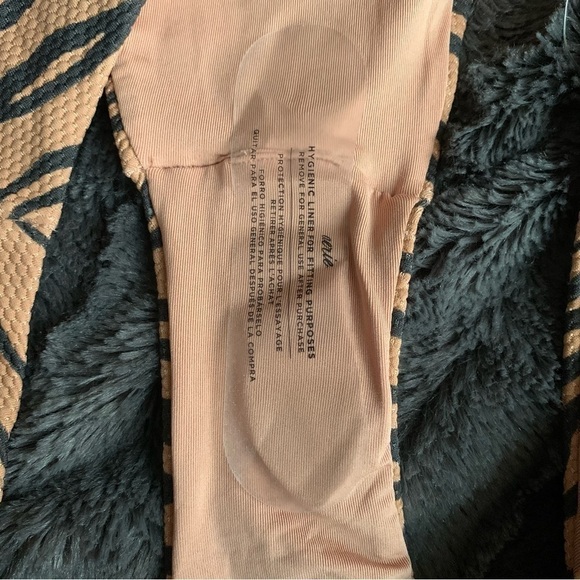 aerie
HYGIENIC LINER FOR FITTING PURPOSES
REMOVE FOR GENERAL USE AFTER PURCHASE
PROTECTION HYGIÉNIQUE POUR L'ESSAYAGE
RETIRER APRÈS L'ACHAT
FORRO HIGIÉNICO PARA PROBÁRSELO
QUITAR PARA EL USO GENERAL DESPUÉS DE LA COMPRA